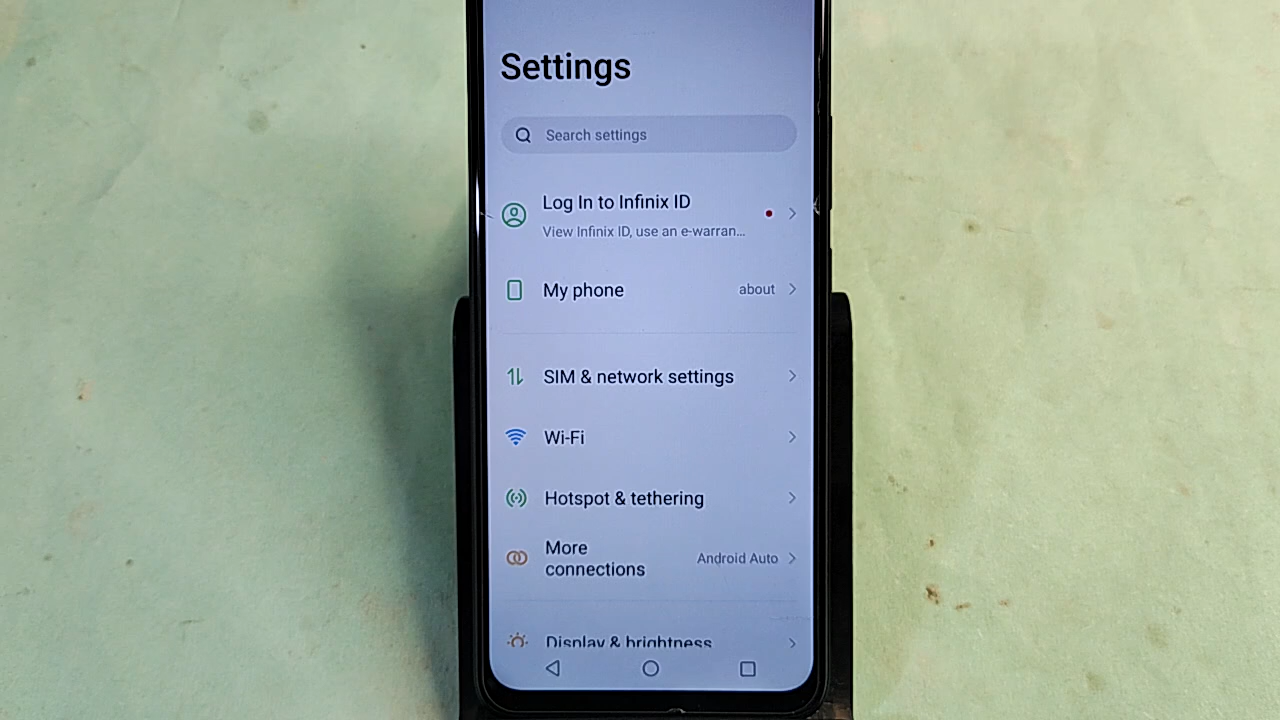 Settings
Search settings
Log In to Infinix ID
View Infinix ID, use an e-warran...
My phone
about
SIM & network settings
Wi-Fi
Hotspot & tethering
More
connections
Android Auto
Display & brightness